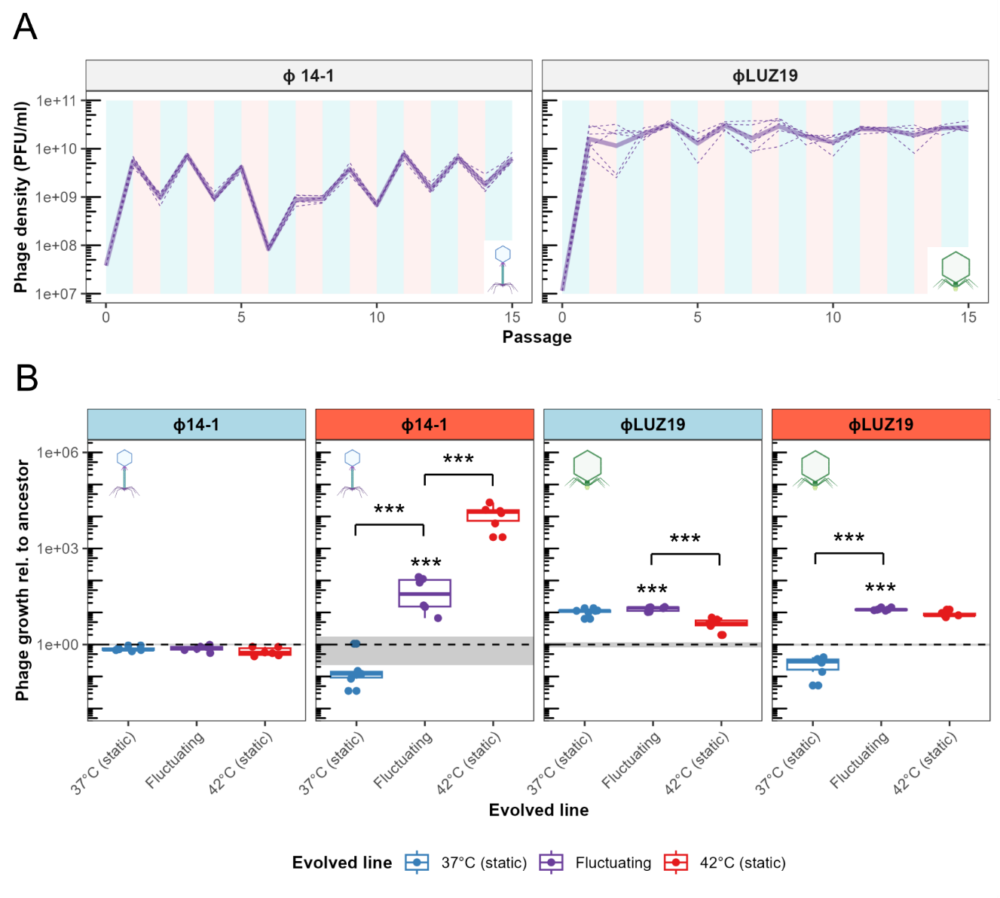 A
ϕ 14-1
ϕLUZ19
Phage density (PFU/ml)
1e+11
1e+10
1e+09
1e+08
1e+07
0 5 10 15
0 5 10 15
Passage
B
ϕ14-1
ϕ14-1
ϕLUZ19
ϕLUZ19
Phage growth rel. to ancestor
1e+06
1e+03
1e+00
***
***
***
***
***
***
***
37°C (static)
Fluctuating
42°C (static)
37°C (static)
Fluctuating
42°C (static)
37°C (static)
Fluctuating
42°C (static)
37°C (static)
Fluctuating
42°C (static)
Evolved line
Evolved line 37°C (static) Fluctuating 42°C (static)